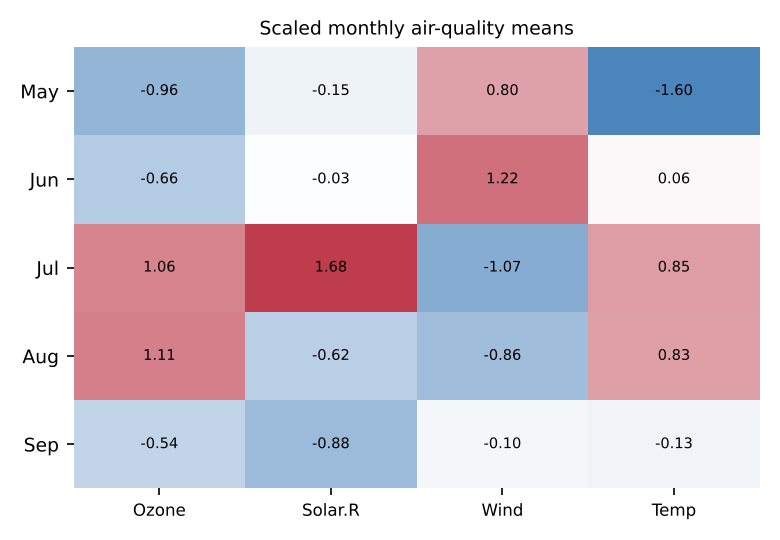 Scaled monthly air-quality means
May -0.96 -0.15 0.80 -1.60
Jun -0.66 -0.03 1.22 0.06
Jul 1.06 1.68 -1.07 0.85
Aug 1.11 -0.62 -0.86 0.83
Sep -0.54 -0.88 -0.10 -0.13
Ozone Solar.R Wind Temp